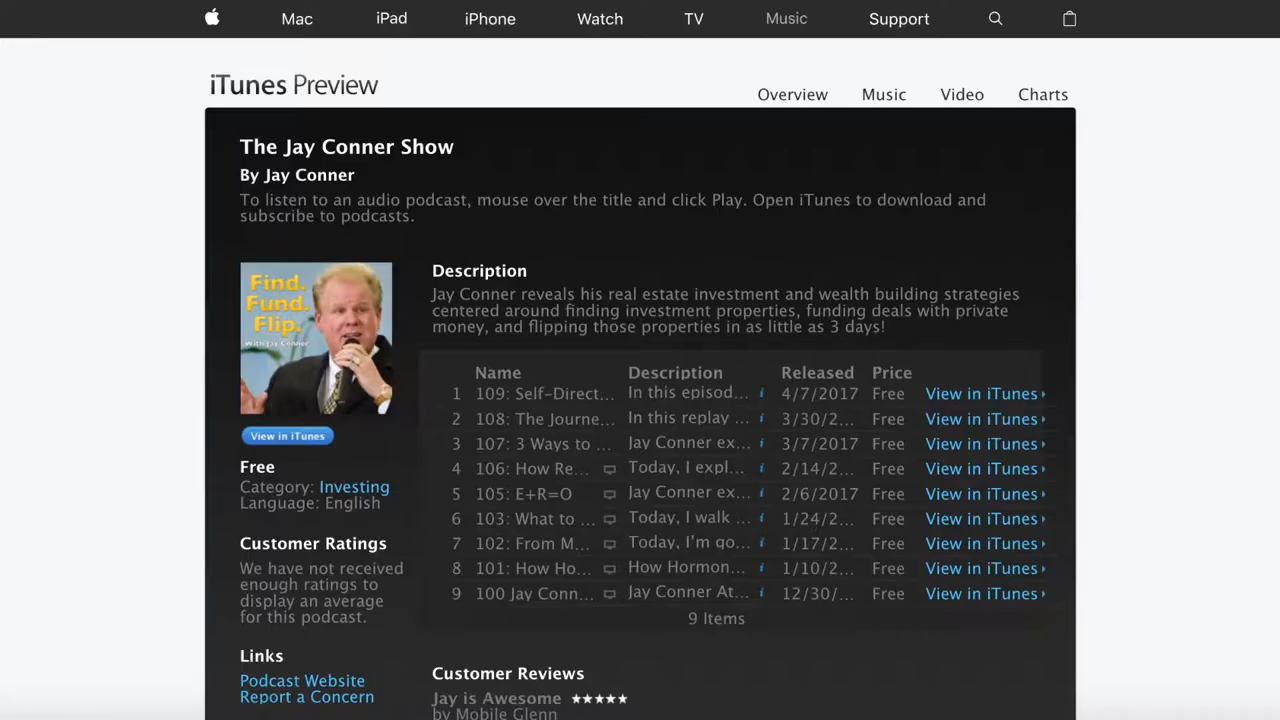 Mac iPad iPhone Watch TV Music Support
iTunes Preview
Overview Music Video Charts
The Jay Conner Show
By Jay Conner
To listen to an audio podcast, mouse over the title and click Play. Open iTunes to download and
subscribe to podcasts.
Find.
Fund.
Flip.
With Jay Conner
View in iTunes
Free
Category: Investing
Language: English
Customer Ratings
We have not received
enough ratings to
display an average
for this podcast.
Links
Podcast Website
Report a Concern
Description
Jay Conner reveals his real estate investment and wealth building strategies
centered around finding investment properties, funding deals with private
money, and flipping those properties in as little as 3 days!
Name Description Released Price
1 109: Self-Direct... In this episod... i 4/7/2017 Free View in iTunes
2 108: The Journe... In this replay ... i 3/30/2... Free View in iTunes
3 107: 3 Ways to ... Jay Conner ex... i 3/7/2017 Free View in iTunes
4 106: How Re... Today, I expl... i 2/14/2... Free View in iTunes
5 105: E+R=O Jay Conner ex... i 2/6/2017 Free View in iTunes
6 103: What to ... Today, I walk ... i 1/24/2... Free View in iTunes
7 102: From M... Today, I'm go... i 1/17/2... Free View in iTunes
8 101: How Ho... How Hormon... i 1/10/2... Free View in iTunes
9 100 Jay Conn... Jay Conner At... i 12/30/... Free View in iTunes
9 Items
Customer Reviews
Jay is Awesome ★★★★★
by Mobile Glenn